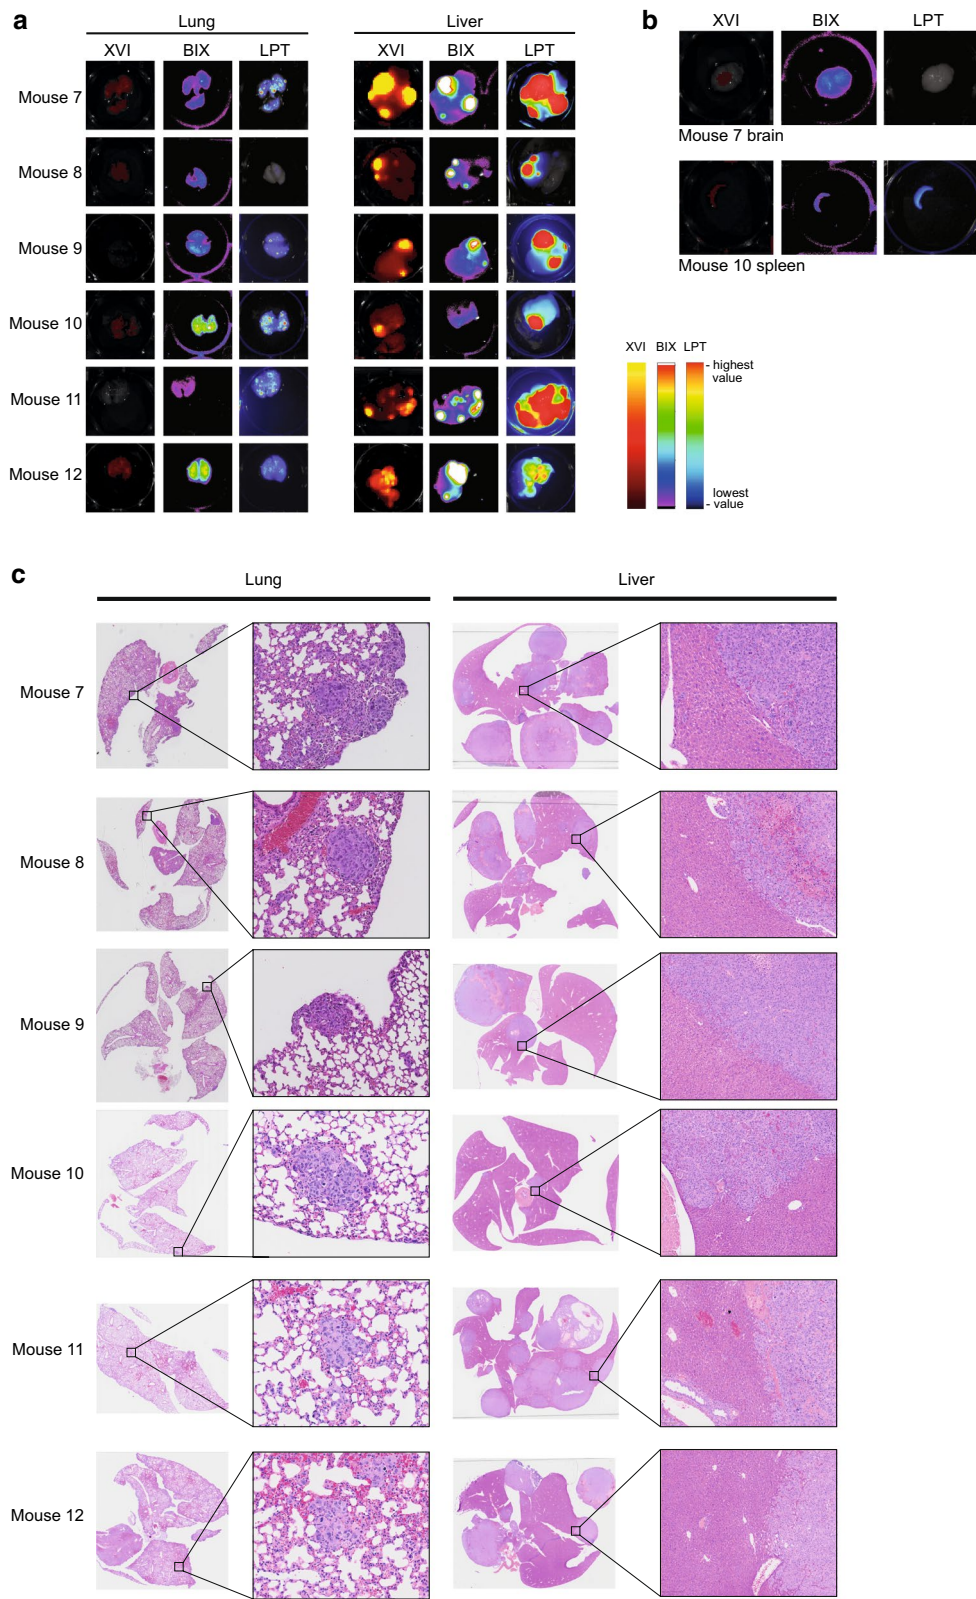 a
Lung
Liver
XVI BIX LPT
XVI BIX LPT
Mouse 7
Mouse 8
Mouse 9
Mouse 10
Mouse 11
Mouse 12
b
XVI BIX LPT
Mouse 7 brain
Mouse 10 spleen
XVI BIX LPT
- highest
value
lowest
- value
c
Lung
Liver
Mouse 7
Mouse 8
Mouse 9
Mouse 10
Mouse 11
Mouse 12